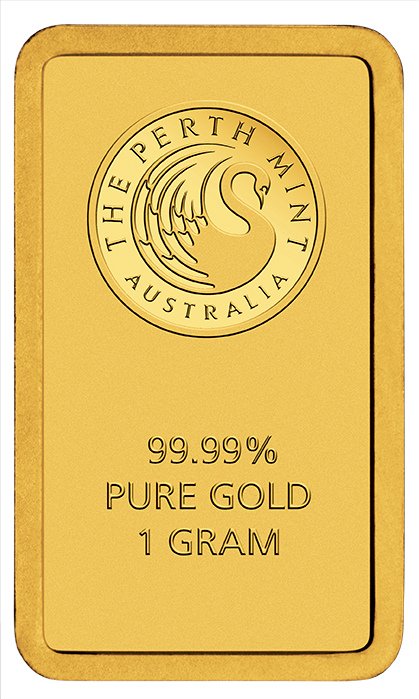 THE PERTH MINT
AUSTRALIA
99.99%
PURE GOLD
1 GRAM